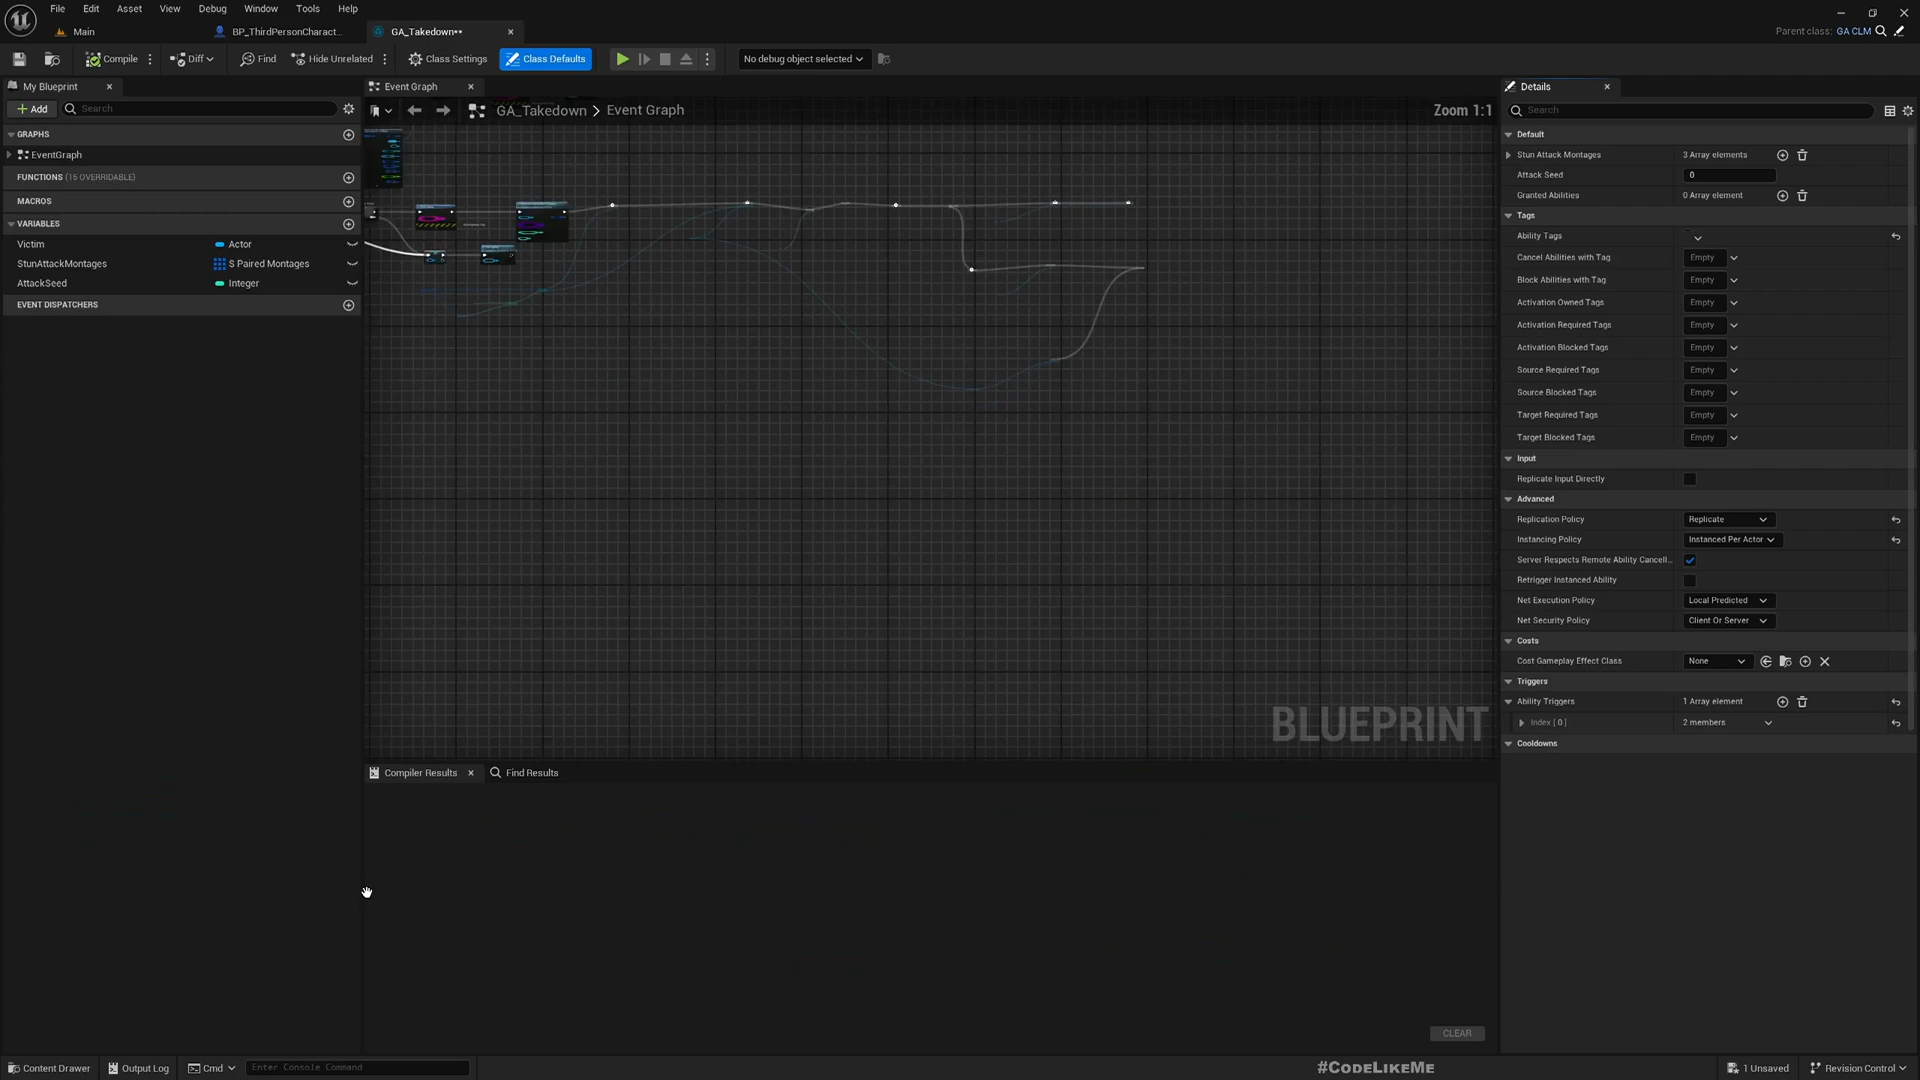 File Edit Asset View Debug Window Tools Help
Main
BP_ThirdPersonCharact...
GA_Takedown**
Parent class: GA CLM
Compile
Diff
Find
Hide Unrelated
Class Settings
Class Defaults
No debug object selected
My Blueprint
Add
Search
GRAPHS
EventGraph
FUNCTIONS (15 OVERRIDABLE)
MACROS
VARIABLES
Victim Actor
StunAttackMontages S Paired Montages
AttackSeed Integer
EVENT DISPATCHERS
Event Graph
GA_Takedown > Event Graph
Zoom 1:1
BLUEPRINT
Compiler Results
Find Results
CLEAR
Details
Search
Default
Stun Attack Montages 3 Array elements
Attack Seed 0
Granted Abilities 0 Array element
Tags
Ability Tags
Cancel Abilities with Tag Empty
Block Abilities with Tag Empty
Activation Owned Tags Empty
Activation Required Tags Empty
Activation Blocked Tags Empty
Source Required Tags Empty
Source Blocked Tags Empty
Target Required Tags Empty
Target Blocked Tags Empty
Input
Replicate Input Directly
Advanced
Replication Policy Replicate
Instancing Policy Instanced Per Actor
Server Respects Remote Ability Cancell...
Retrigger Instanced Ability
Net Execution Policy Local Predicted
Net Security Policy Client Or Server
Costs
Cost Gameplay Effect Class None
Triggers
Ability Triggers 1 Array element
Index [ 0 ] 2 members
Cooldowns
Content Drawer
Output Log
Cmd
Enter Console Command
#CODELIKEME
1 Unsaved
Revision Control